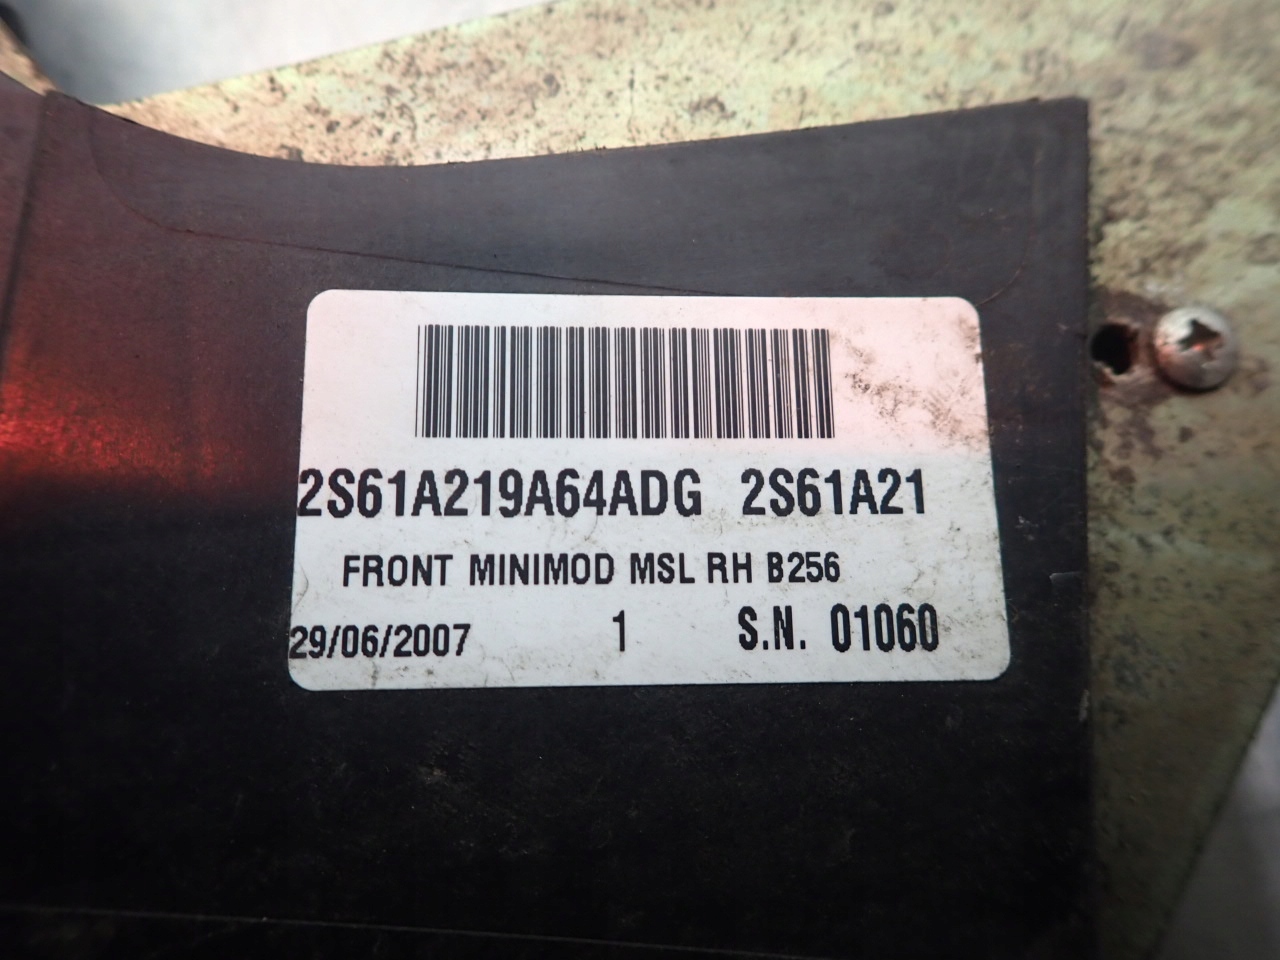 2S61A219A64ADG 2S61A21
FRONT MINIMOD MSL RH B256
29/06/2007 1 S.N. 01060